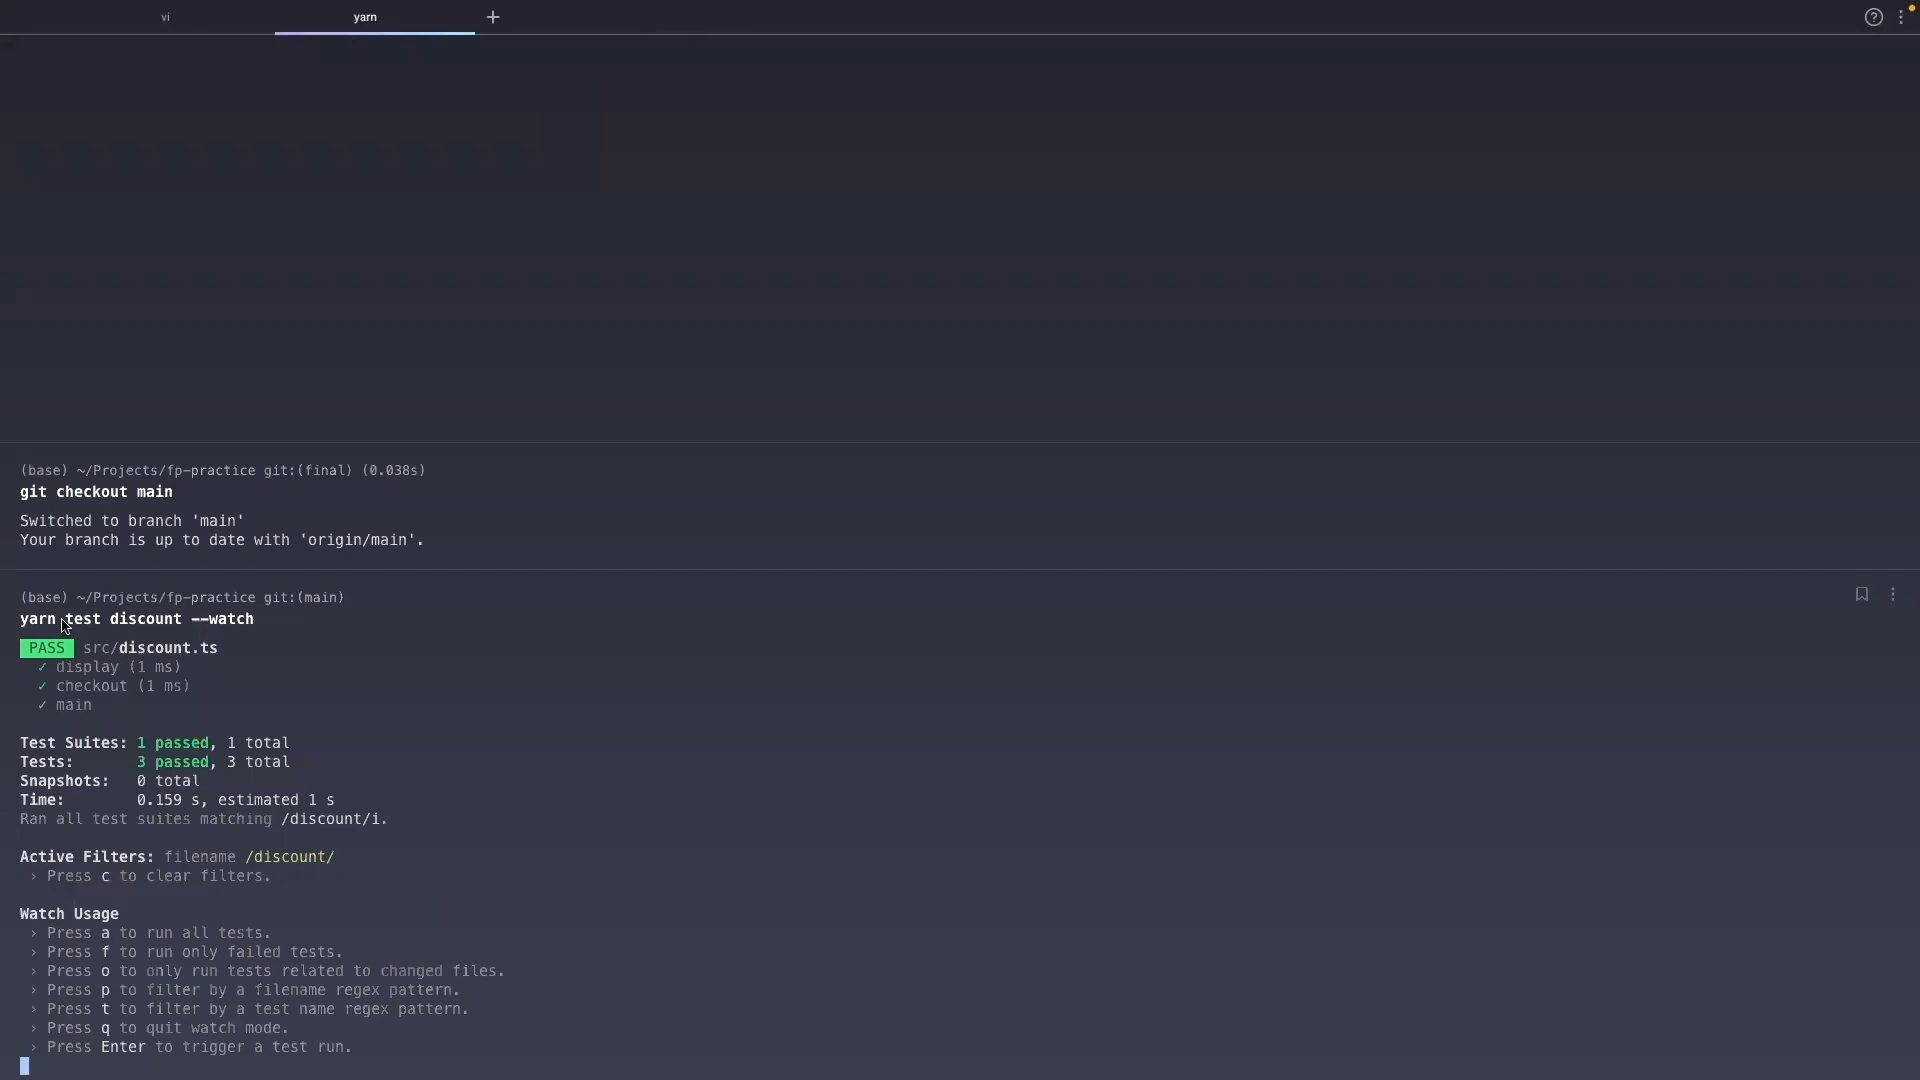 vi
yarn
(base) ~/Projects/fp-practice git:(final) (0.038s)
git checkout main
Switched to branch 'main'
Your branch is up to date with 'origin/main'.
(base) ~/Projects/fp-practice git:(main)
yarn test discount --watch
PASS src/discount.ts
✓ display (1 ms)
✓ checkout (1 ms)
✓ main
Test Suites: 1 passed, 1 total
Tests: 3 passed, 3 total
Snapshots: 0 total
Time: 0.159 s, estimated 1 s
Ran all test suites matching /discount/i.
Active Filters: filename /discount/
› Press c to clear filters.
Watch Usage
› Press a to run all tests.
› Press f to run only failed tests.
› Press o to only run tests related to changed files.
› Press p to filter by a filename regex pattern.
› Press t to filter by a test name regex pattern.
› Press q to quit watch mode.
› Press Enter to trigger a test run.